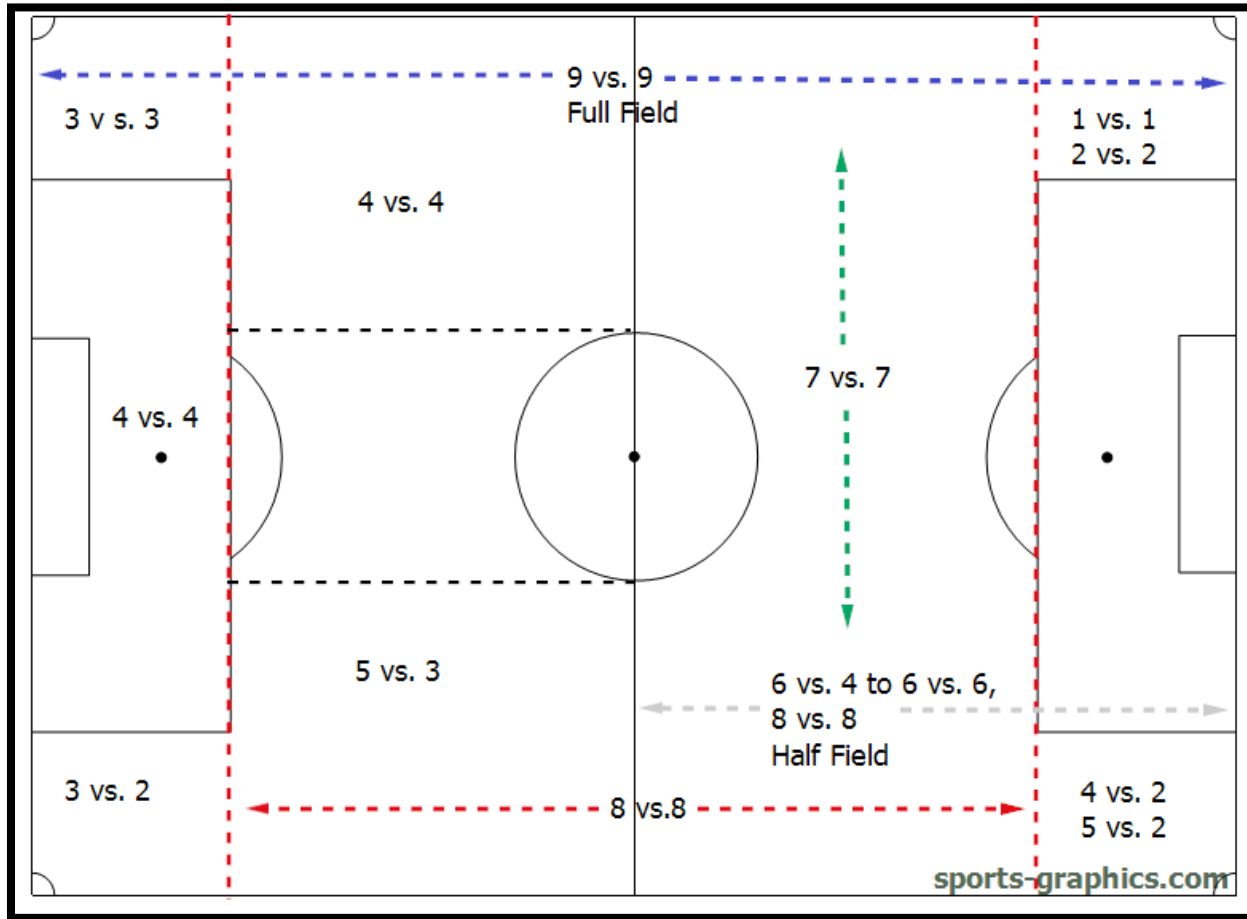 9 vs. 9
Full Field
3 v s. 3
1 vs. 1
2 vs. 2
4 vs. 4
7 vs. 7
4 vs. 4
5 vs. 3
6 vs. 4 to 6 vs. 6,
8 vs. 8
Half Field
3 vs. 2
8 vs.8
4 vs. 2
5 vs. 2
sports-graphics.com